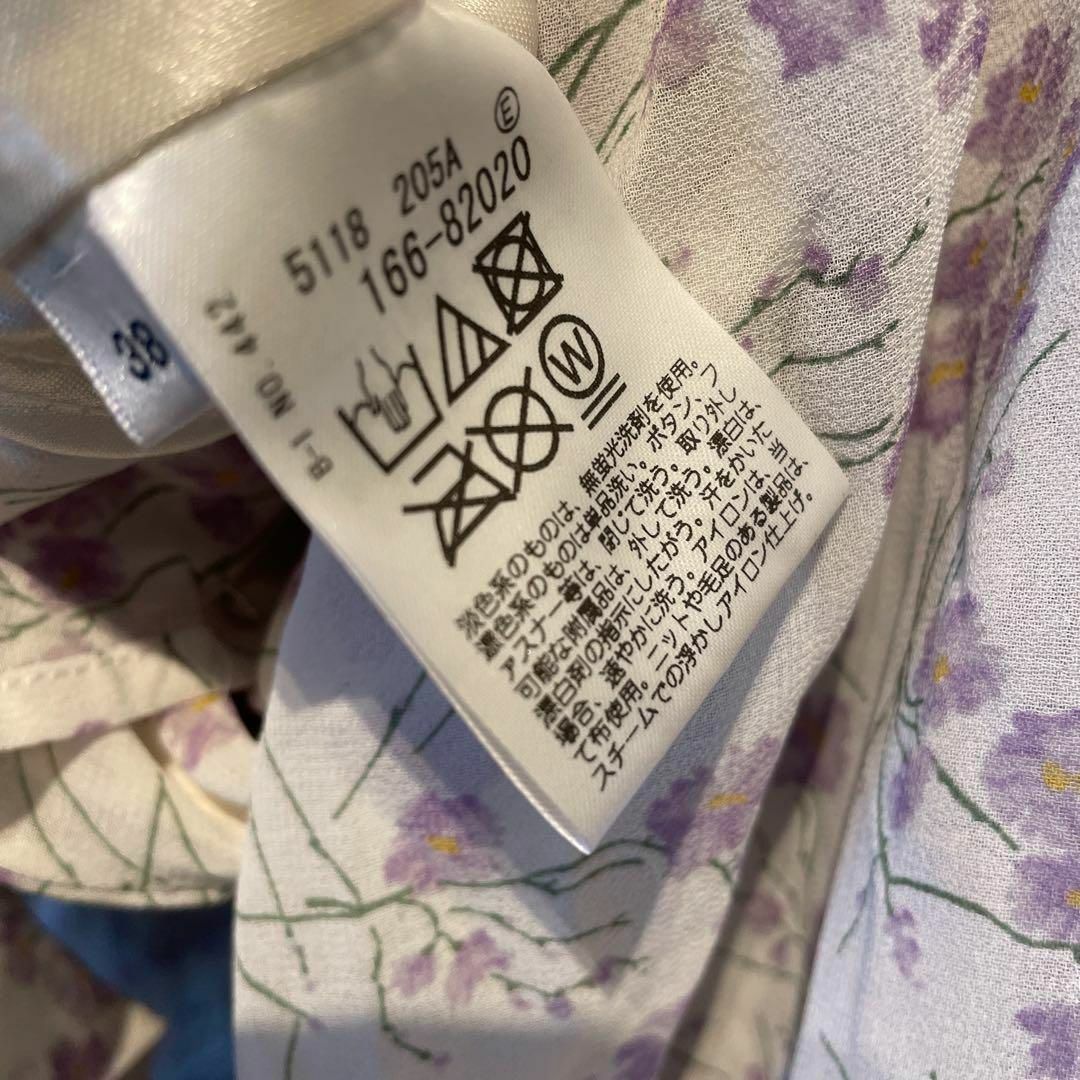 Ⓔ
5118 205A
166-82020
W
淡色系のものは、無蛍光洗剤を使用。
濃色系のものは単品洗い。ボタン、フ
ァスナー等は、閉じて洗う。取り外し
可能な附属品は、外して洗う。漂白は、
漂白剤の指示にしたがう。汗をかいた
場合、速やかに洗う。アイロンは、当
て布使用。ニットや毛足のある製品は
スチームでの浮かしアイロン仕上げ。
B-1 NO.442
38